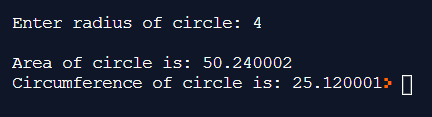 Enter radius of circle: 4
Area of circle is: 50.240002
Circumference of circle is: 25.120001>